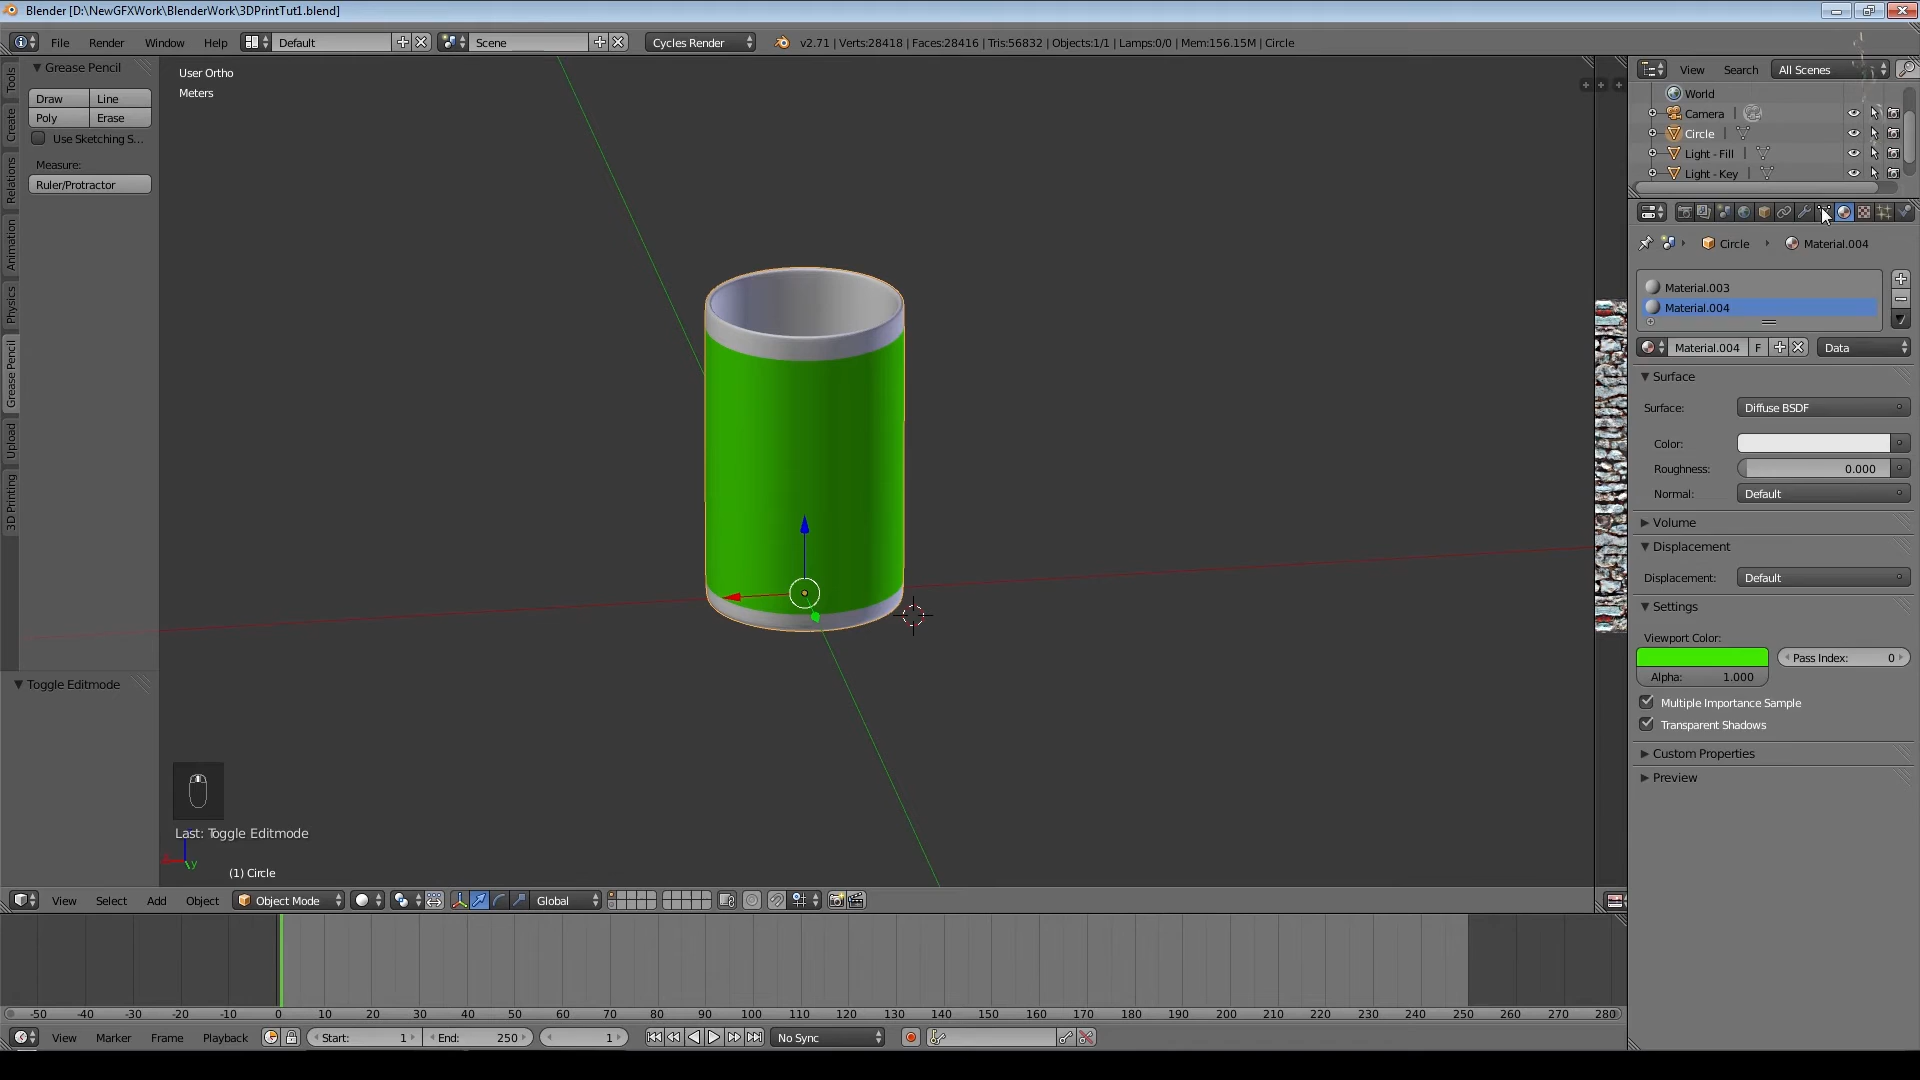 Blender [D:\NewGFXWork\BlenderWork\3DPrintTut1.blend]
File Render Window Help Default Scene Cycles Render v2.71 | Verts:28418 | Faces:28416 | Tris:56832 | Objects:1/1 | Lamps:0/0 | Mem:156.15M | Circle
Grease Pencil
Draw Line
Poly Erase
Use Sketching S...
Measure:
Ruler/Protractor
Tools
Create
Relations
Animation
Physics
Grease Pencil
Upload
3D Printing
Toggle Editmode
User Ortho
Meters
Last: Toggle Editmode
y
(1) Circle
View Select Add Object Object Mode Global
-50 -40 -30 -20 -10 0 10 20 30 40 50 60 70 80 90 100 110 120 130 140 150 160 170 180 190 200 210 220 230 240 250 260 270 280
View Marker Frame Playback Start: 1 End: 250 1 No Sync
View Search All Scenes
World
Camera
Circle
Light - Fill
Light - Key
Circle Material.004
Material.003
Material.004
Material.004 F Data
Surface
Surface: Diffuse BSDF
Color:
Roughness: 0.000
Normal: Default
Volume
Displacement
Displacement: Default
Settings
Viewport Color:
Pass Index: 0
Alpha: 1.000
Multiple Importance Sample
Transparent Shadows
Custom Properties
Preview